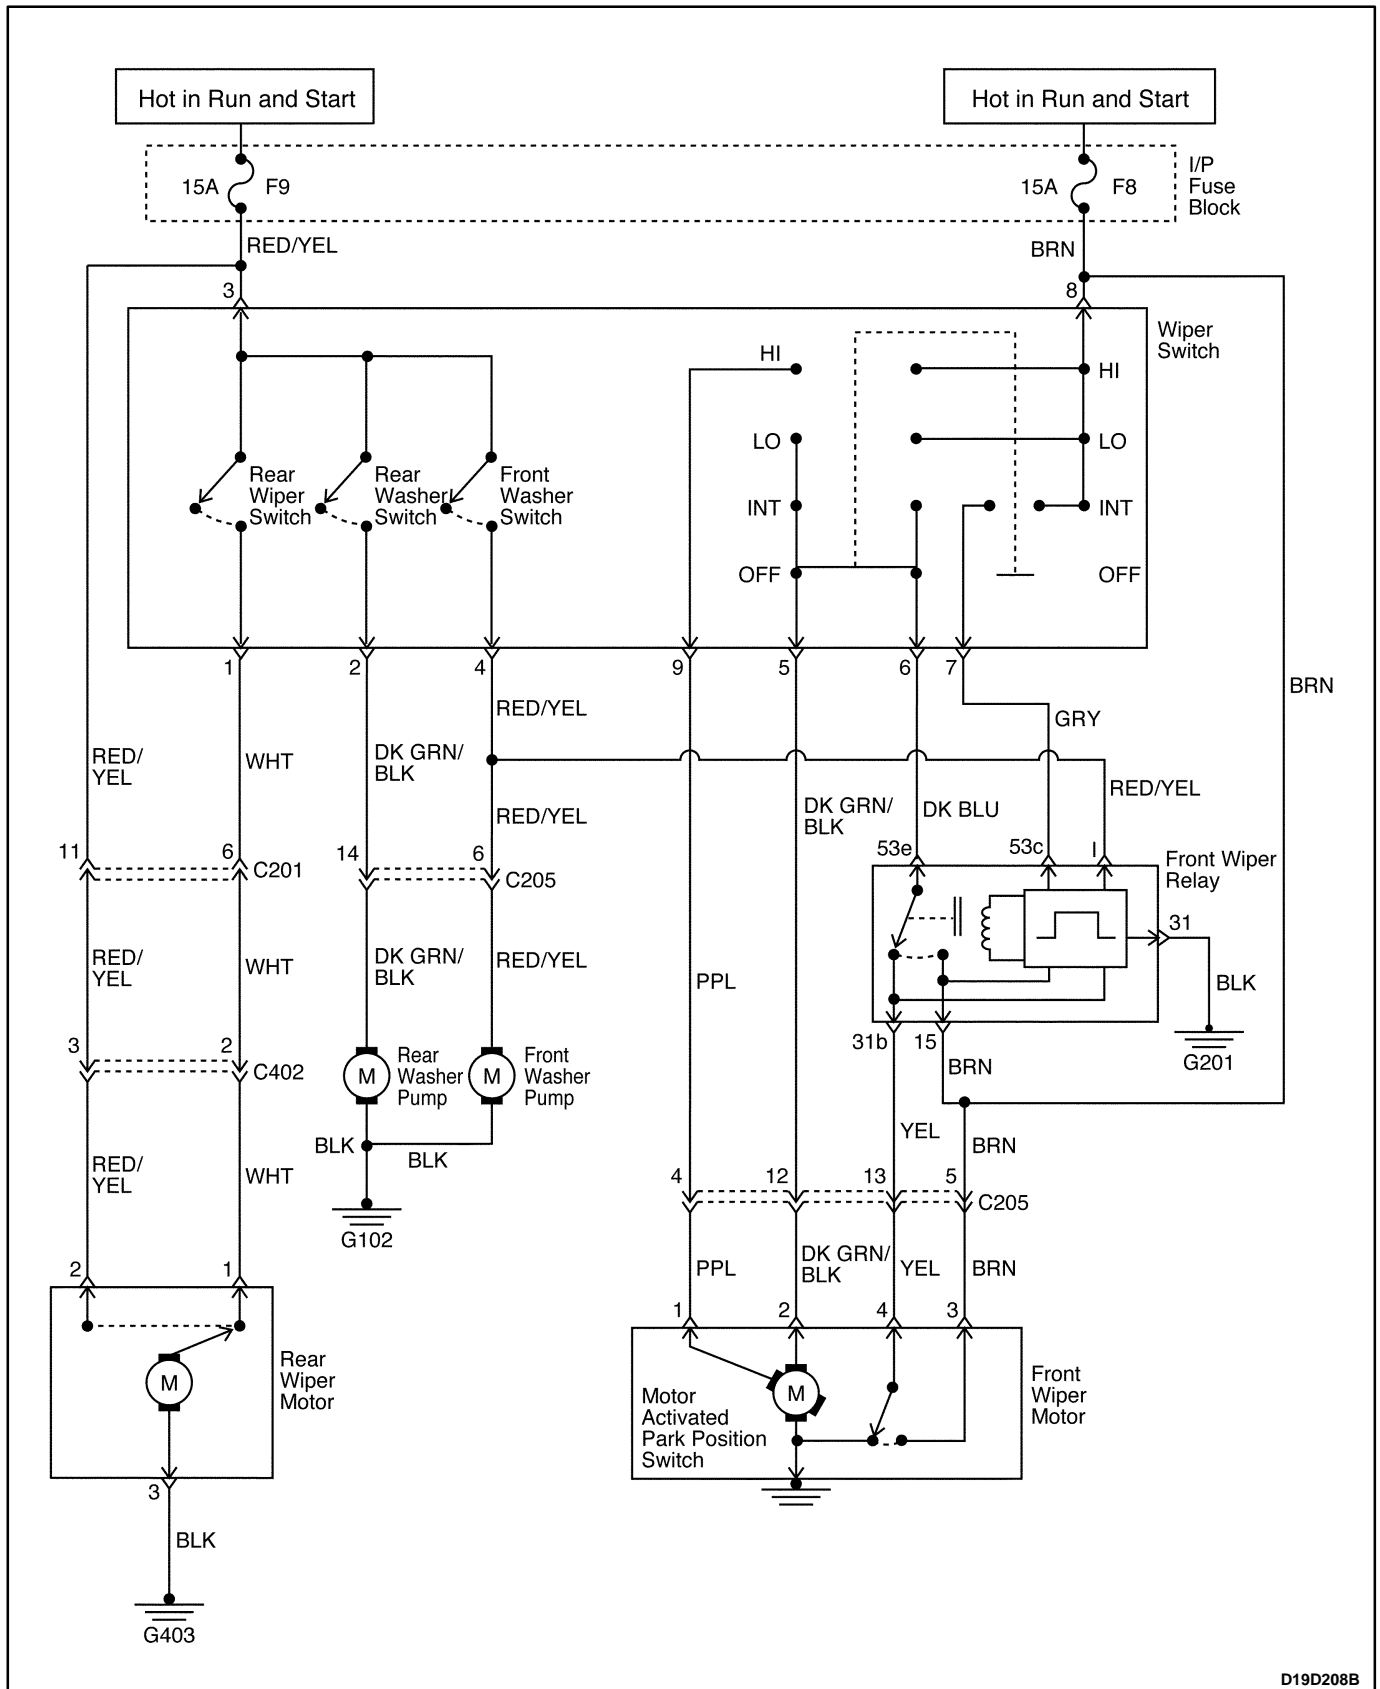 Hot in Run and Start
Hot in Run and Start
15A
F9
15A
F8
I/P
Fuse
Block
RED/YEL
BRN
3
8
Wiper
Switch
HI
HI
LO
LO
Rear
Wiper
Switch
Rear
Washer
Switch
Front
Washer
Switch
INT
INT
OFF
OFF
1
2
4
9
5
6
7
BRN
RED/YEL
GRY
RED/
YEL
WHT
DK GRN/
BLK
RED/YEL
DK GRN/
BLK
DK BLU
RED/YEL
11
6
C201
14
6
C205
53e
53c
I
Front Wiper
Relay
31
RED/
YEL
WHT
DK GRN/
BLK
RED/YEL
PPL
BLK
31b
15
G201
3
2
C402
Rear
Washer
Pump
M
M
Front
Washer
Pump
BRN
YEL
BRN
BLK
BLK
RED/
YEL
WHT
4
12
13
5
C205
G102
PPL
DK GRN/
BLK
YEL
BRN
2
1
1
2
4
3
Rear
Wiper
Motor
M
M
Motor
Activated
Park Position
Switch
Front
Wiper
Motor
3
BLK
G403
D19D208B